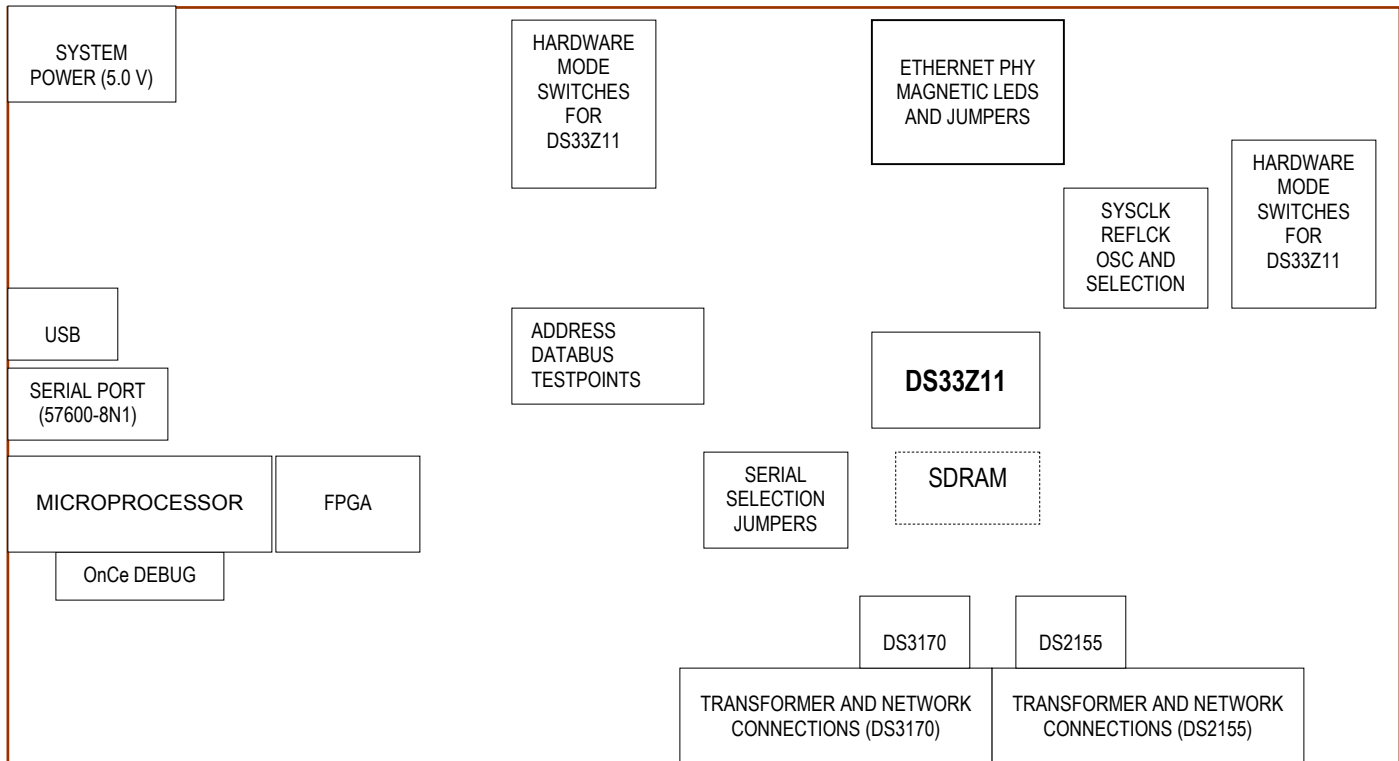 SYSTEM
POWER (5.0 V)
HARDWARE
MODE
SWITCHES
FOR
DS33Z11
ETHERNET PHY
MAGNETIC LEDS
AND JUMPERS
HARDWARE
MODE
SWITCHES
FOR
DS33Z11
SYSCLK
REFLCK
OSC AND
SELECTION
USB
ADDRESS
DATABUS
TESTPOINTS
DS33Z11
SERIAL PORT
(57600-8N1)
MICROPROCESSOR
FPGA
SERIAL
SELECTION
JUMPERS
SDRAM
OnCe DEBUG
DS3170
DS2155
TRANSFORMER AND NETWORK
CONNECTIONS (DS3170)
TRANSFORMER AND NETWORK
CONNECTIONS (DS2155)